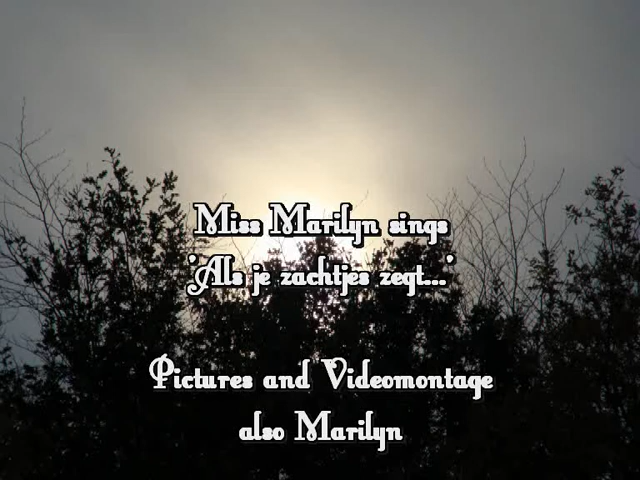 Miss Marilyn sings
'Als je zachtjes zegt...'
Pictures and Videomontage
also Marilyn